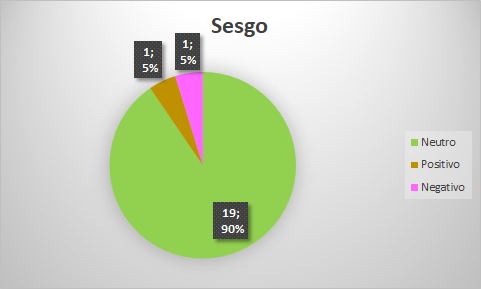 Sesgo
1;
5%
1;
5%
19;
90%
Neutro
Positivo
Negativo